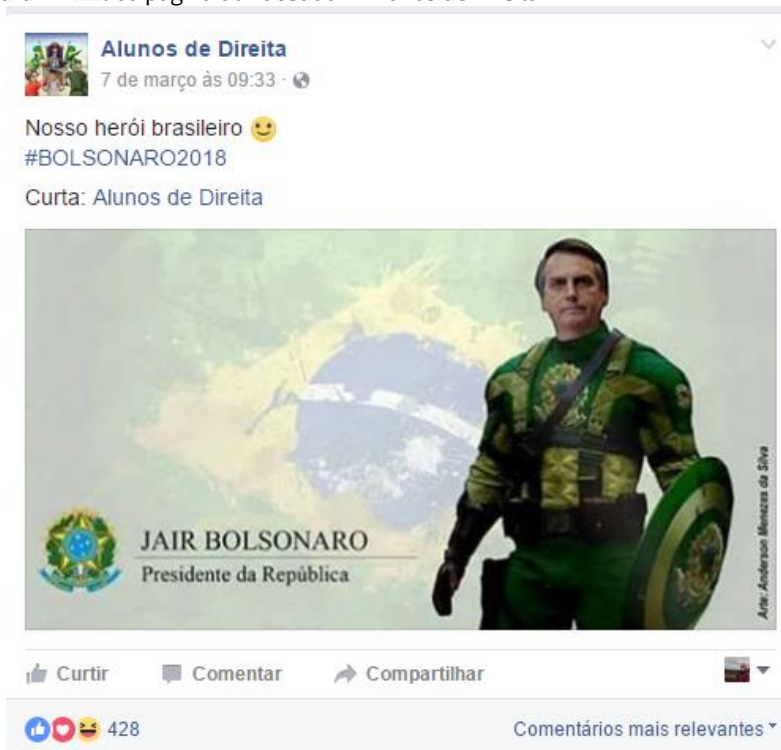 Alunos de Direita
7 de março às 09:33 ·
Nosso herói brasileiro
#BOLSONARO2018
Curta: Alunos de Direita
JAIR BOLSONARO
Presidente da República
Arte: Anderson Menezes da Silva
Curtir Comentar Compartilhar
428 Comentários mais relevantes